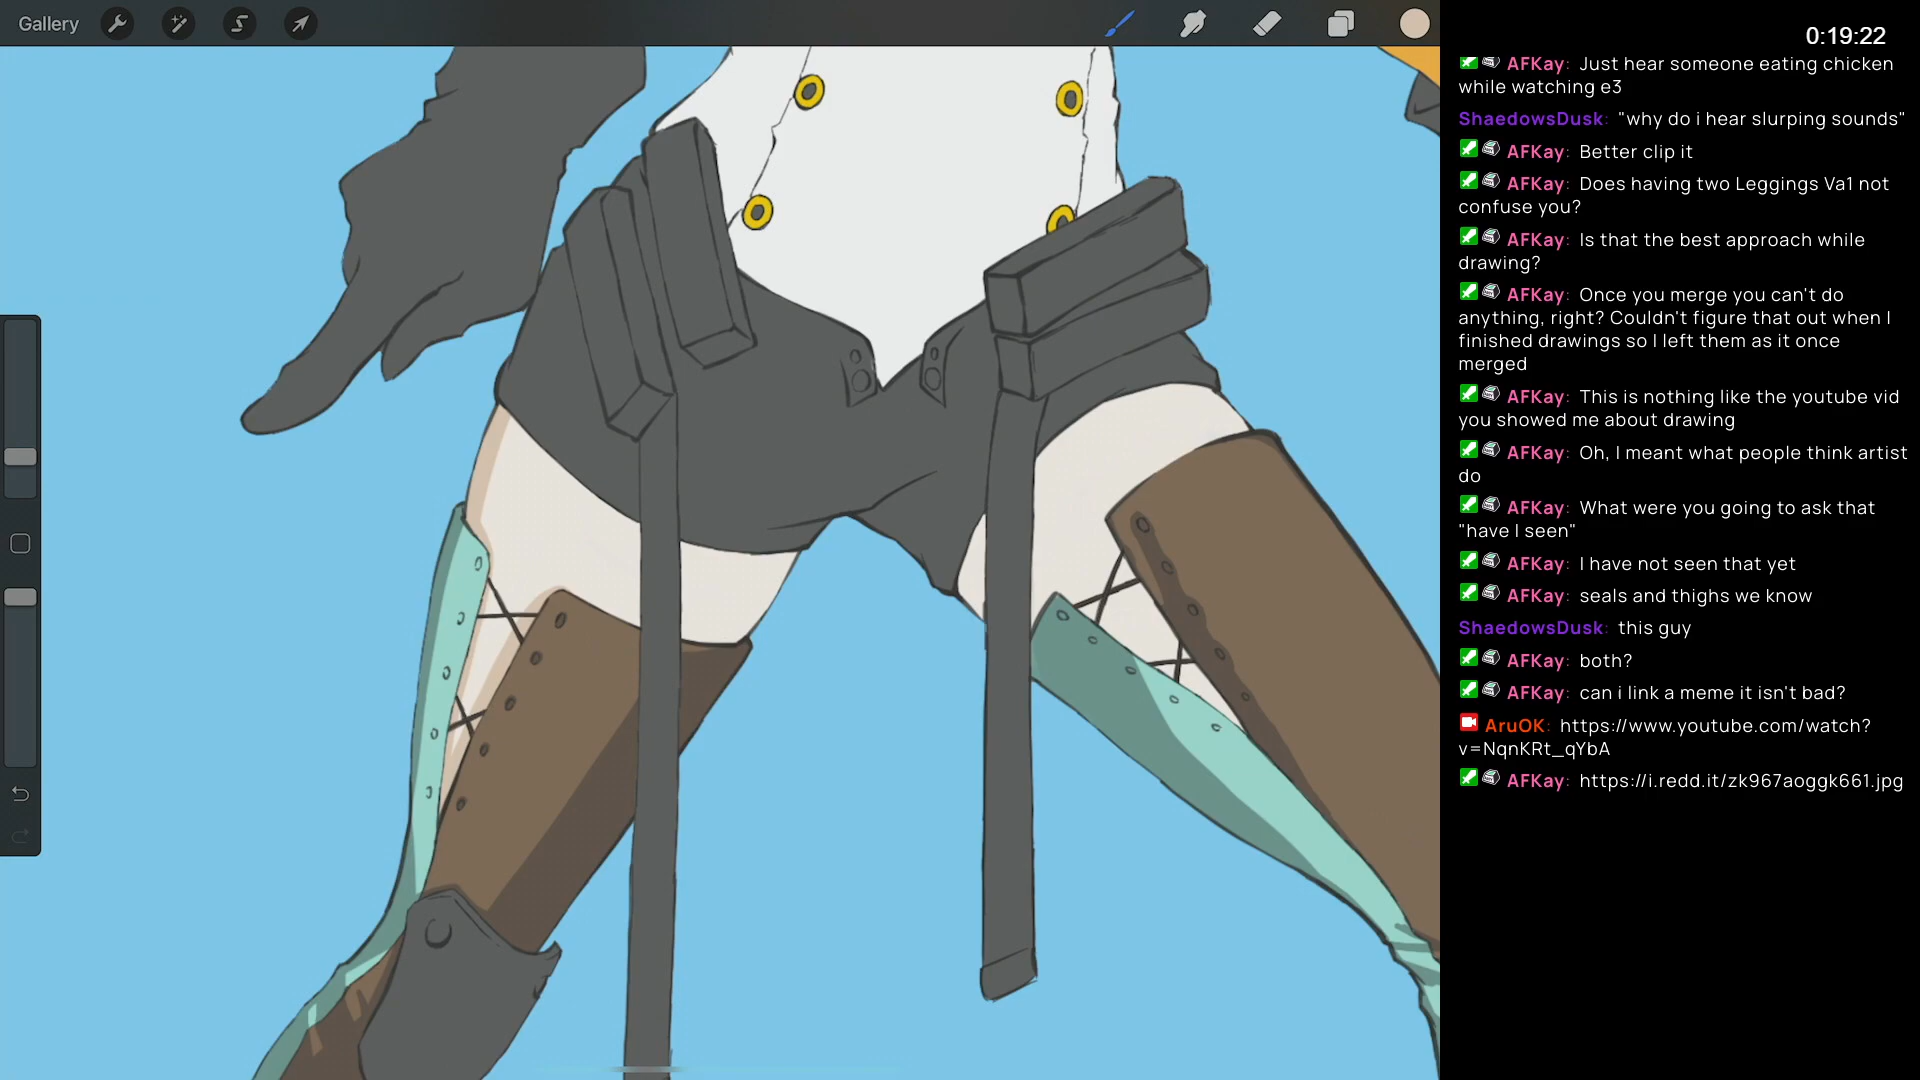 Gallery
0:19:22
AFKay: Just hear someone eating chicken
while watching e3
ShaedowsDusk: "why do i hear slurping sounds"
AFKay: Better clip it
AFKay: Does having two Leggings Va1 not
confuse you?
AFKay: Is that the best approach while
drawing?
AFKay: Once you merge you can't do
anything, right? Couldn't figure that out when I
finished drawings so I left them as it once
merged
AFKay: This is nothing like the youtube vid
you showed me about drawing
AFKay: Oh, I meant what people think artist
do
AFKay: What were you going to ask that
"have I seen"
AFKay: I have not seen that yet
AFKay: seals and thighs we know
ShaedowsDusk: this guy
AFKay: both?
AFKay: can i link a meme it isn't bad?
AruOK: https://www.youtube.com/watch?
v=NqnKRt_qYbA
AFKay: https://i.redd.it/zk967aoggk661.jpg